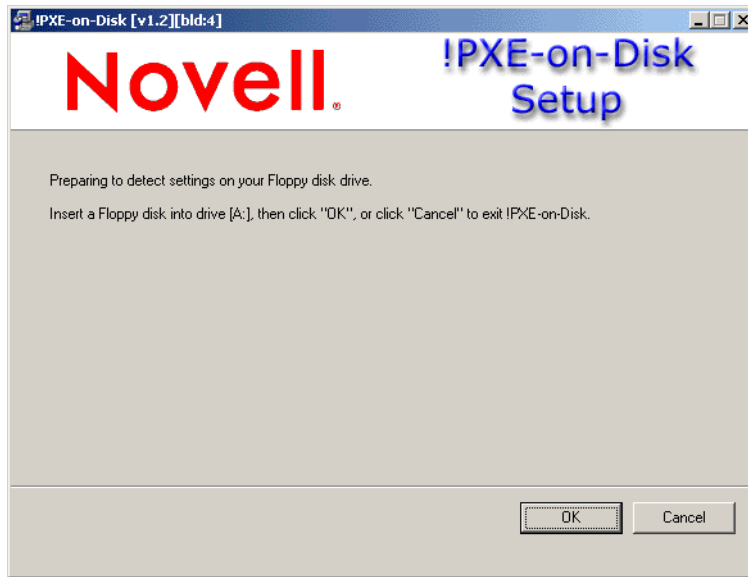 !PXE-on-Disk [v1.2][bld:4]
Novell®
!PXE-on-Disk
Setup
Preparing to detect settings on your Floppy disk drive.
Insert a Floppy disk into drive [A:], then click "OK", or click "Cancel" to exit !PXE-on-Disk.
OK
Cancel